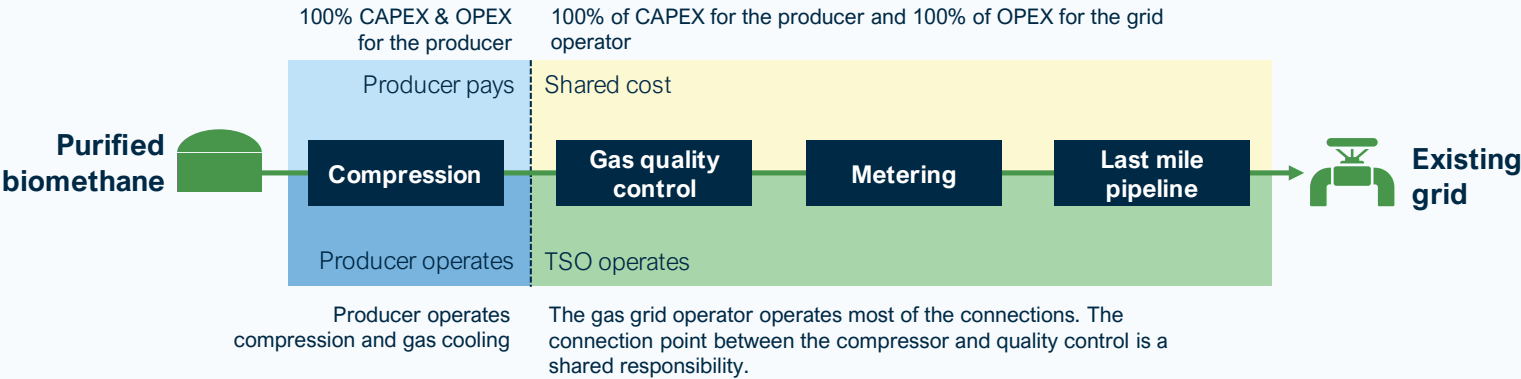 100% CAPEX & OPEX
for the producer
100% of CAPEX for the producer and 100% of OPEX for the grid
operator
Producer pays
Shared cost
Purified
biomethane
Compression
Gas quality
control
Metering
Last mile
pipeline
Existing
grid
Producer operates
TSO operates
Producer operates
compression and gas cooling
The gas grid operator operates most of the connections. The
connection point between the compressor and quality control is a
shared responsibility.